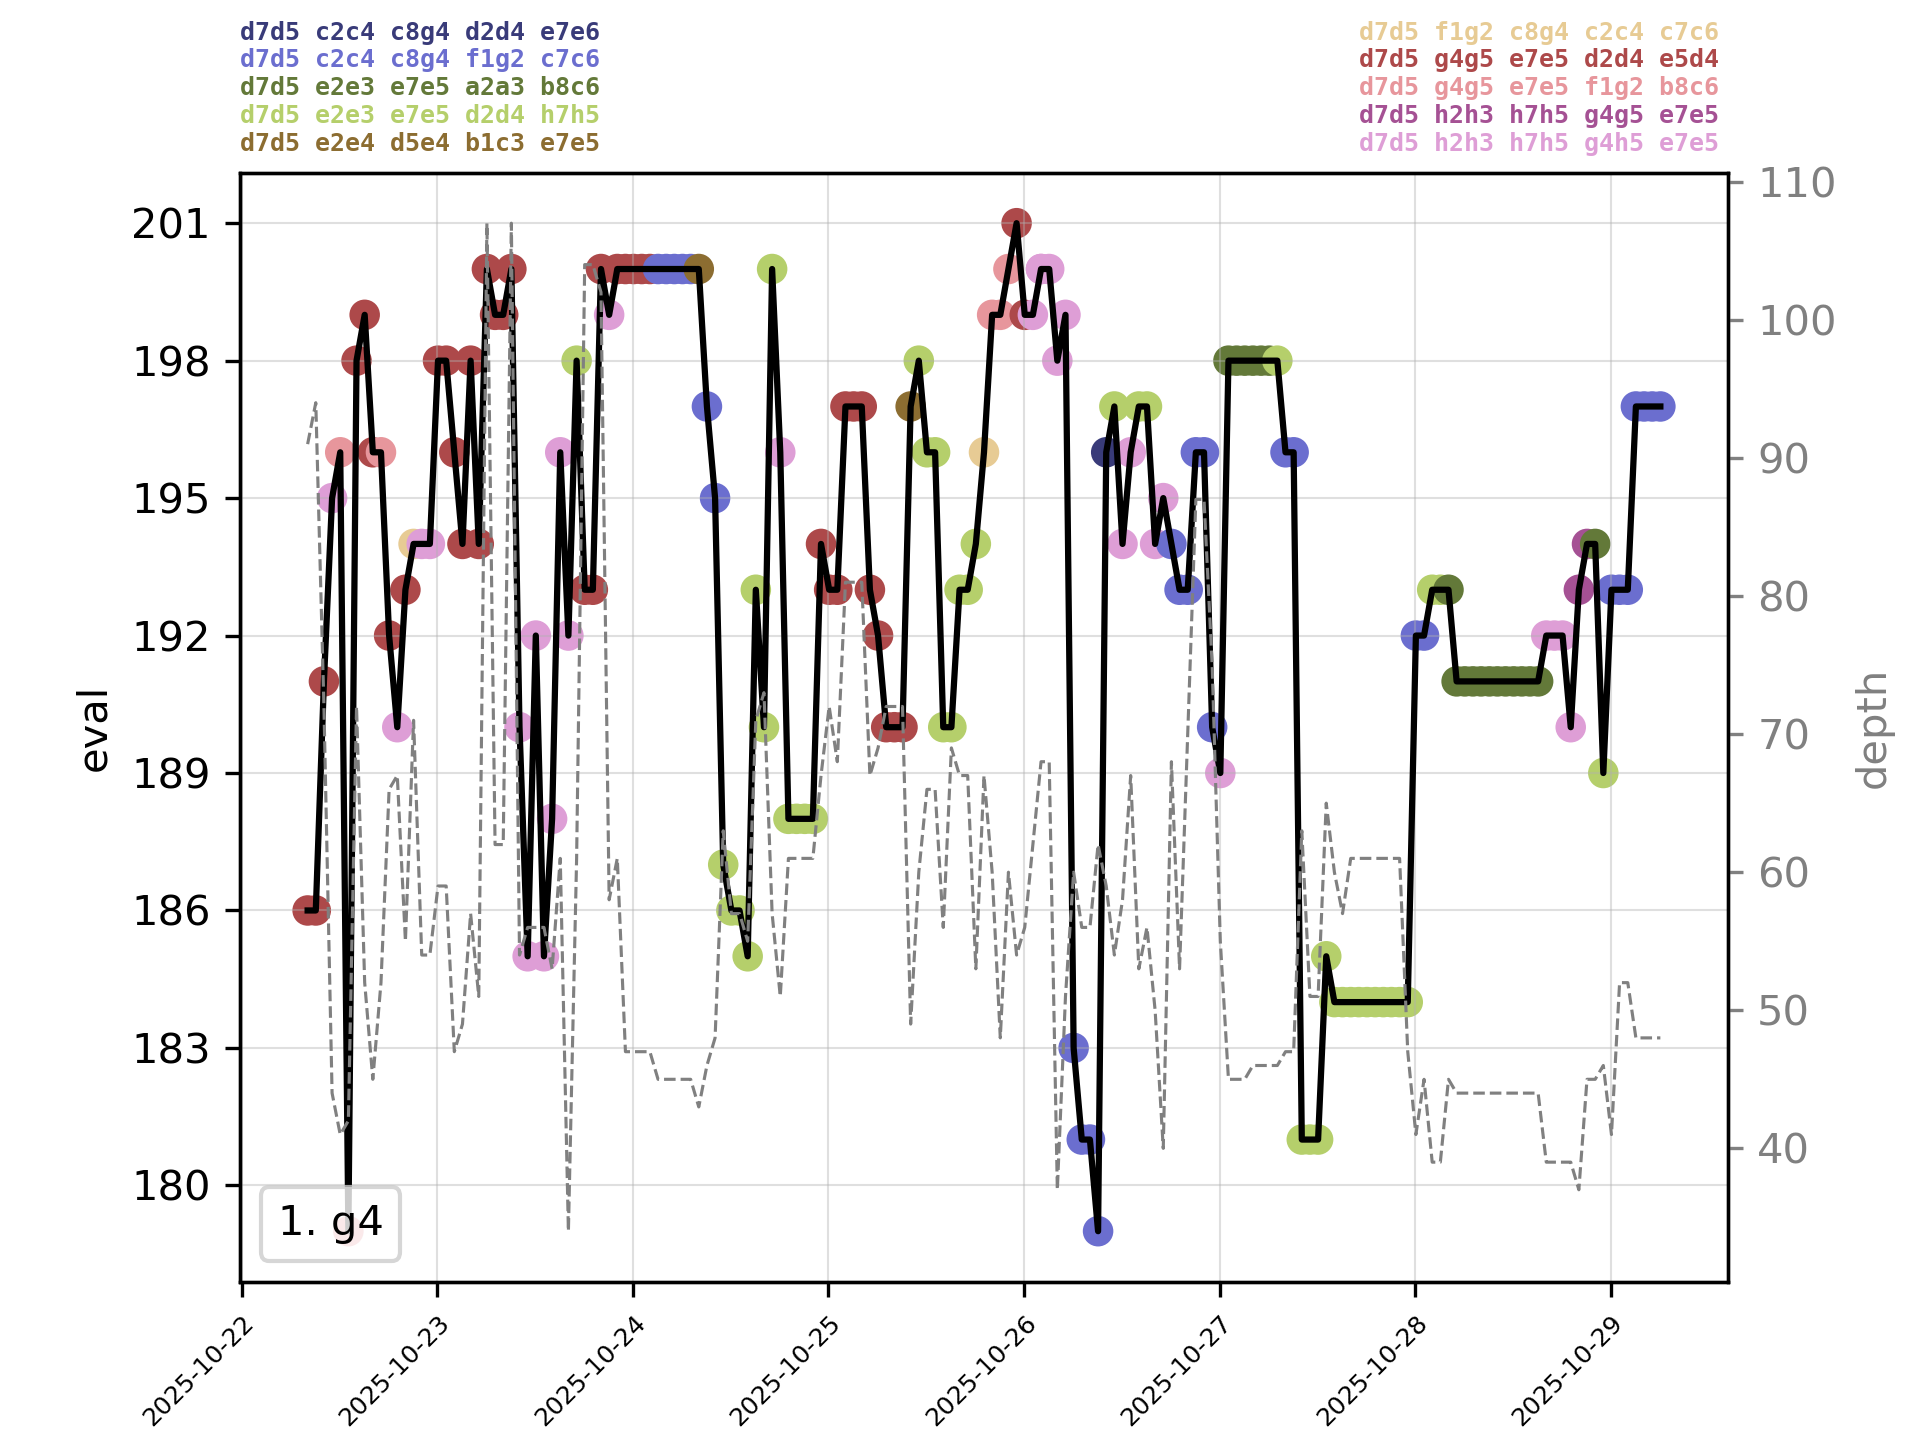 d7d5 c2c4 c8g4 d2d4 e7e6
d7d5 c2c4 c8g4 f1g2 c7c6
d7d5 e2e3 e7e5 a2a3 b8c6
d7d5 e2e3 e7e5 d2d4 h7h5
d7d5 e2e4 d5e4 b1c3 e7e5
d7d5 f1g2 c8g4 c2c4 c7c6
d7d5 g4g5 e7e5 d2d4 e5d4
d7d5 g4g5 e7e5 f1g2 b8c6
d7d5 h2h3 h7h5 g4g5 e7e5
d7d5 h2h3 h7h5 g4h5 e7e5
eval
201
198
195
192
189
186
183
180
1. g4
110
100
90
80
70
60
50
40
depth
2025-10-22
2025-10-23
2025-10-24
2025-10-25
2025-10-26
2025-10-27
2025-10-28
2025-10-29